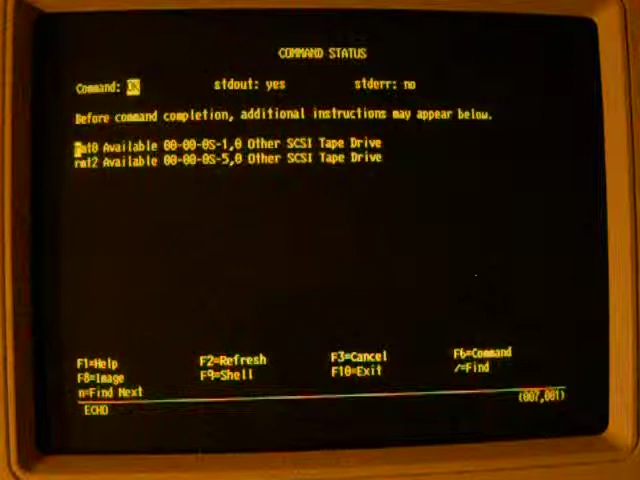 COMMAND STATUS
Command: OK stdout: yes stderr: no
Before command completion, additional instructions may appear below.
rmt0 Available 00-00-0S-1,0 Other SCSI Tape Drive
rmt2 Available 00-00-0S-5,0 Other SCSI Tape Drive
F1=Help F2=Refresh F3=Cancel F6=Command
F8=Image F9=Shell F10=Exit /=Find
n=Find Next
(007,001)
ECHO